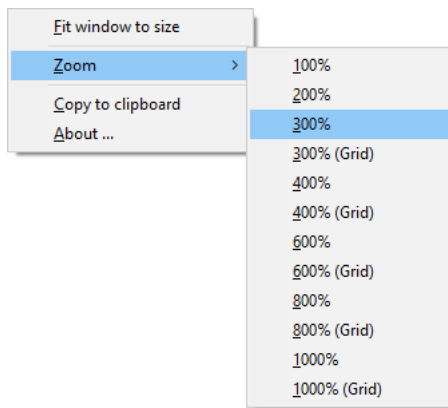 Fit window to size
Zoom
Copy to clipboard
About ...
100%
200%
300%
300% (Grid)
400%
400% (Grid)
600%
600% (Grid)
800%
800% (Grid)
1000%
1000% (Grid)